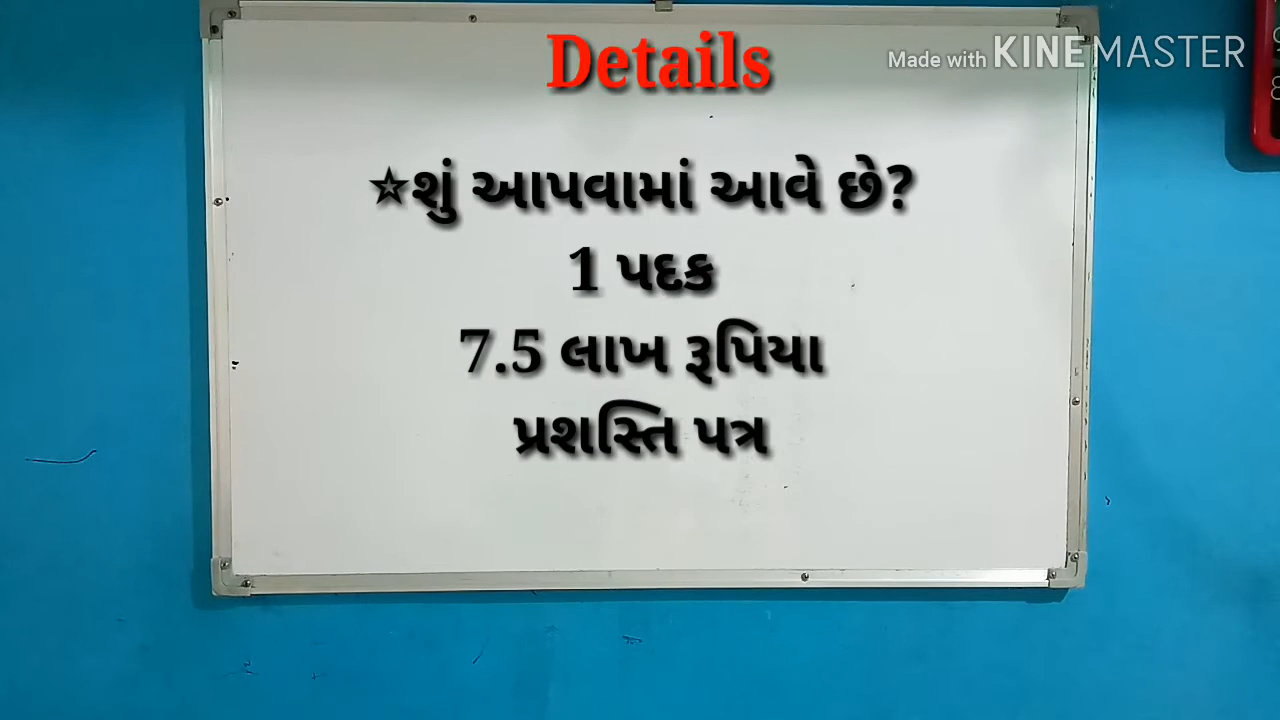 Details
Made with KINEMASTER
☆શું આપવામાં આવે છે?
1 પદક
7.5 લાખ રૂપિયા
પ્રશસ્તિ પત્ર